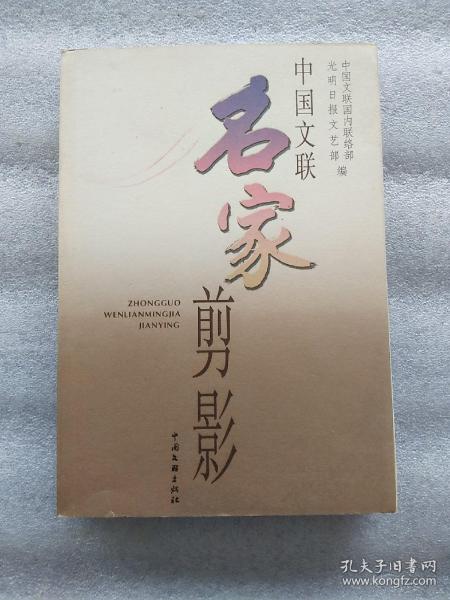 中国文联国内联络部
光明日报文艺部
编
中国文联
名家
剪影
ZHONGGUO
WENLIANMINGJIA
JIANYING
中国文联出版社
孔夫子旧书网
www.kongfz.com